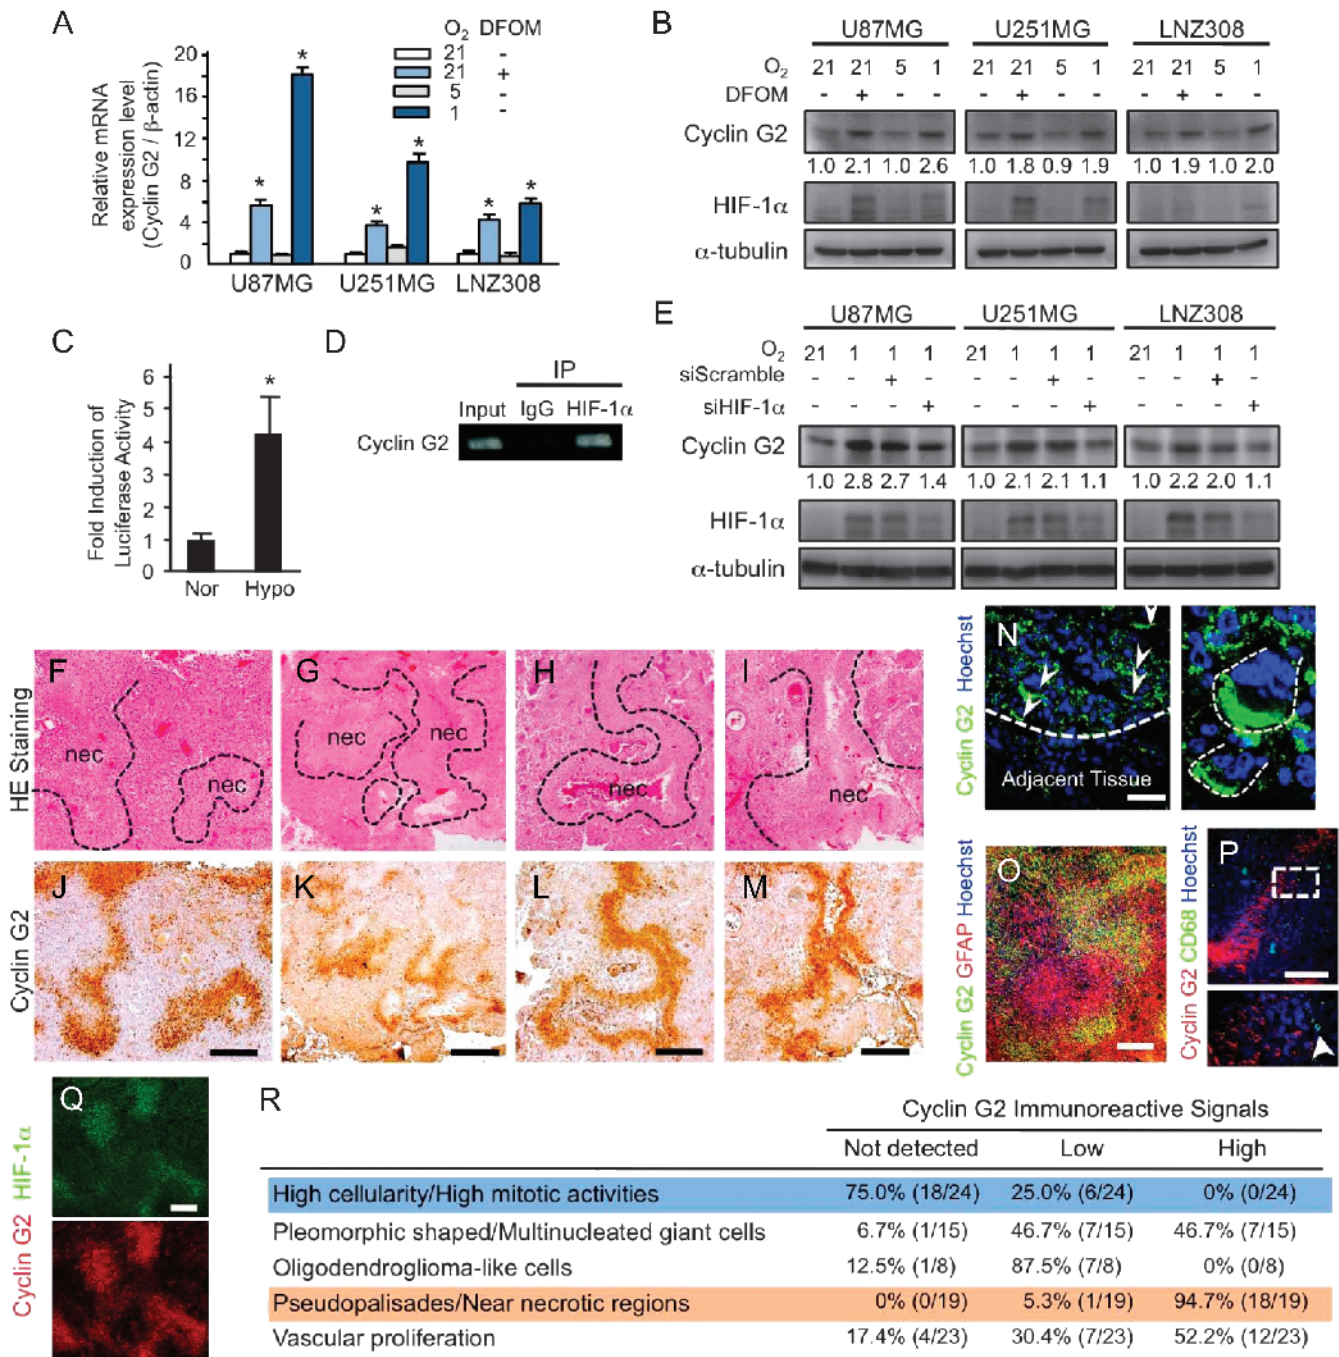 A
O2 DFOM
21 -
21 +
5 -
1 -
Relative mRNA
expression level
(Cyclin G2 / β-actin)
20
16
12
8
4
0
* * * * * *
U87MG U251MG LNZ308
B
U87MG U251MG LNZ308
O2 21 21 5 1 21 21 5 1 21 21 5 1
DFOM - + - - - + - - - + - -
Cyclin G2
1.0 2.1 1.0 2.6 1.0 1.8 0.9 1.9 1.0 1.9 1.0 2.0
HIF-1α
α-tubulin
C
Fold Induction of
Luciferase Activity
6
5
4
2
1
0
*
Nor Hypo
D
IP
Input IgG HIF-1α
Cyclin G2
E
U87MG U251MG LNZ308
O2 21 1 1 1 21 1 1 1 21 1 1 1
siScramble - - + - - - + - - - + -
siHIF-1α - - - + - - - + - - - +
Cyclin G2
1.0 2.8 2.7 1.4 1.0 2.1 2.1 1.1 1.0 2.2 2.0 1.1
HIF-1α
α-tubulin
HE Staining
F
nec
nec
G
nec
nec
H
nec
I
nec
Cyclin G2
J
K
L
M
Cyclin G2 Hoechst
N
Adjacent Tissue
Cyclin G2 GFAP Hoechst
O
Cyclin G2 CD68 Hoechst
P
Cyclin G2 HIF-1α
Q
R
Cyclin G2 Immunoreactive Signals
Not detected Low High
High cellularity/High mitotic activities 75.0% (18/24) 25.0% (6/24) 0% (0/24)
Pleomorphic shaped/Multinucleated giant cells 6.7% (1/15) 46.7% (7/15) 46.7% (7/15)
Oligodendroglioma-like cells 12.5% (1/8) 87.5% (7/8) 0% (0/8)
Pseudopalisades/Near necrotic regions 0% (0/19) 5.3% (1/19) 94.7% (18/19)
Vascular proliferation 17.4% (4/23) 30.4% (7/23) 52.2% (12/23)